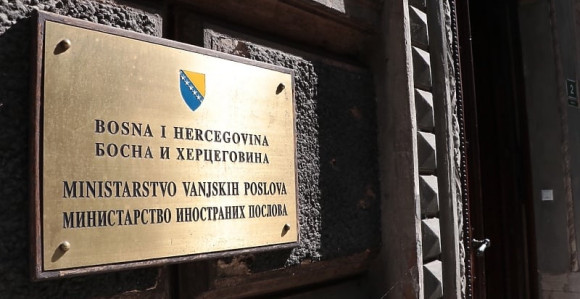 BOSNA I HERCEGOVINA
БОСНА И ХЕРЦЕГОВИНА
MINISTARSTVO VANJSKIH POSLOVA
МИНИСТАРСТВО ИНОСТРАНИХ ПОСЛОВА